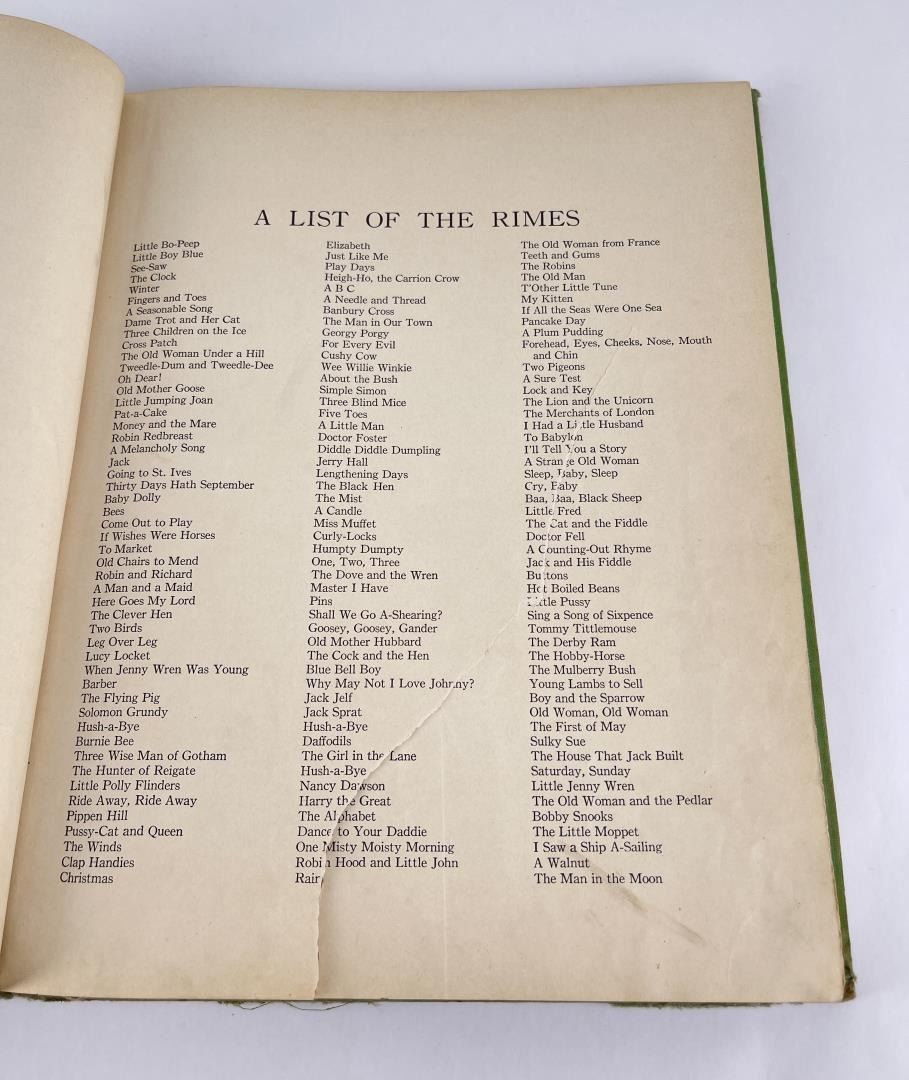 A LIST OF THE RIMES
Little Bo-Peep
Little Boy Blue
See-Saw
The Clock
Winter
Fingers and Toes
A Seasonable Song
Dame Trot and Her Cat
Three Children on the Ice
Cross Patch
The Old Woman Under a Hill
Tweedle-Dum and Tweedle-Dee
Oh Dear!
Old Mother Goose
Little Jumping Joan
Pat-a-Cake
Money and the Mare
Robin Redbreast
A Melancholy Song
Jack
Going to St. Ives
Thirty Days Hath September
Baby Dolly
Bees
Come Out to Play
If Wishes Were Horses
To Market
Old Chairs to Mend
Robin and Richard
A Man and a Maid
Here Goes My Lord
The Clever Hen
Two Birds
Leg Over Leg
Lucy Locket
When Jenny Wren Was Young
Barber
The Flying Pig
Solomon Grundy
Hush-a-Bye
Burnie Bee
Three Wise Man of Gotham
The Hunter of Reigate
Little Polly Flinders
Ride Away, Ride Away
Pippen Hill
Pussy-Cat and Queen
The Winds
Clap Handies
Christmas
Elizabeth
Just Like Me
Play Days
Heigh-Ho, the Carrion Crow
A B C
A Needle and Thread
Banbury Cross
The Man in Our Town
Georgy Porgy
For Every Evil
Cushy Cow
Wee Willie Winkie
About the Bush
Simple Simon
Three Blind Mice
Five Toes
A Little Man
Doctor Foster
Diddle Diddle Dumpling
Jerry Hall
Lengthening Days
The Black Hen
The Mist
A Candle
Miss Muffet
Curly-Locks
Humpty Dumpty
One, Two, Three
The Dove and the Wren
Master I Have
Pins
Shall We Go A-Shearing?
Goosey, Goosey, Gander
Old Mother Hubbard
The Cock and the Hen
Blue Bell Boy
Why May Not I Love Johnny?
Jack Jelf
Jack Sprat
Hush-a-Bye
Daffodils
The Girl in the Lane
Hush-a-Bye
Nancy Dawson
Harry the Great
The Alphabet
Dance to Your Daddie
One Misty Moisty Morning
Robin Hood and Little John
Rain
The Old Woman from France
Teeth and Gums
The Robins
The Old Man
T'Other Little Tune
My Kitten
If All the Seas Were One Sea
Pancake Day
A Plum Pudding
Forehead, Eyes, Cheeks, Nose, Mouth
and Chin
Two Pigeons
A Sure Test
Lock and Key
The Lion and the Unicorn
The Merchants of London
I Had a Little Husband
To Babylon
I'll Tell You a Story
A Strange Old Woman
Sleep, Baby, Sleep
Cry, Baby
Baa, Baa, Black Sheep
Little Fred
The Cat and the Fiddle
Doctor Fell
A Counting-Out Rhyme
Jack and His Fiddle
Buttons
Hot Boiled Beans
Little Pussy
Sing a Song of Sixpence
Tommy Tittlemouse
The Derby Ram
The Hobby-Horse
The Mulberry Bush
Young Lambs to Sell
Boy and the Sparrow
Old Woman, Old Woman
The First of May
Sulky Sue
The House That Jack Built
Saturday, Sunday
Little Jenny Wren
The Old Woman and the Pedlar
Bobby Snooks
The Little Moppet
I Saw a Ship A-Sailing
A Walnut
The Man in the Moon